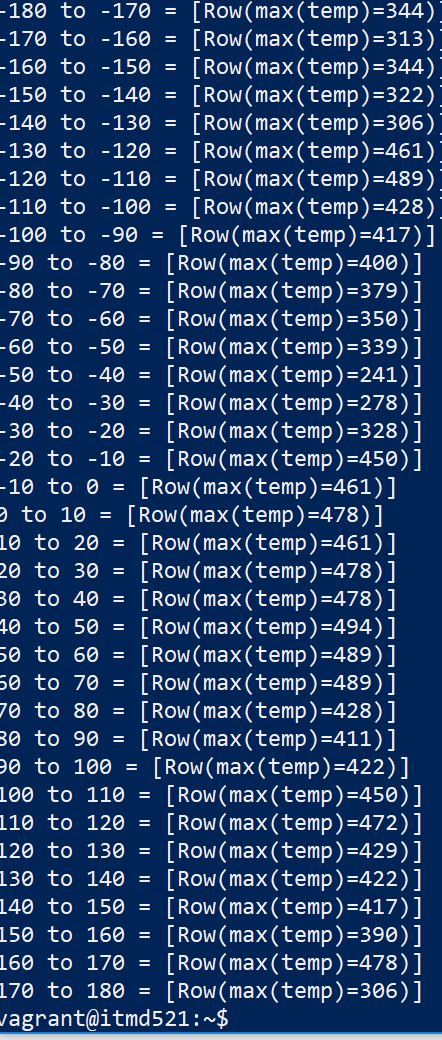 -180 to -170 = [Row(max(temp)=344)]
-170 to -160 = [Row(max(temp)=313)]
-160 to -150 = [Row(max(temp)=344)]
-150 to -140 = [Row(max(temp)=322)]
-140 to -130 = [Row(max(temp)=306)]
-130 to -120 = [Row(max(temp)=461)]
-120 to -110 = [Row(max(temp)=489)]
-110 to -100 = [Row(max(temp)=428)]
-100 to -90 = [Row(max(temp)=417)]
-90 to -80 = [Row(max(temp)=400)]
-80 to -70 = [Row(max(temp)=379)]
-70 to -60 = [Row(max(temp)=350)]
-60 to -50 = [Row(max(temp)=339)]
-50 to -40 = [Row(max(temp)=241)]
-40 to -30 = [Row(max(temp)=278)]
-30 to -20 = [Row(max(temp)=328)]
-20 to -10 = [Row(max(temp)=450)]
-10 to 0 = [Row(max(temp)=461)]
0 to 10 = [Row(max(temp)=478)]
10 to 20 = [Row(max(temp)=461)]
20 to 30 = [Row(max(temp)=478)]
30 to 40 = [Row(max(temp)=478)]
40 to 50 = [Row(max(temp)=494)]
50 to 60 = [Row(max(temp)=489)]
60 to 70 = [Row(max(temp)=489)]
70 to 80 = [Row(max(temp)=428)]
80 to 90 = [Row(max(temp)=411)]
90 to 100 = [Row(max(temp)=422)]
100 to 110 = [Row(max(temp)=450)]
110 to 120 = [Row(max(temp)=472)]
120 to 130 = [Row(max(temp)=429)]
130 to 140 = [Row(max(temp)=422)]
140 to 150 = [Row(max(temp)=417)]
150 to 160 = [Row(max(temp)=390)]
160 to 170 = [Row(max(temp)=478)]
170 to 180 = [Row(max(temp)=306)]
vagrant@itmd521:~$